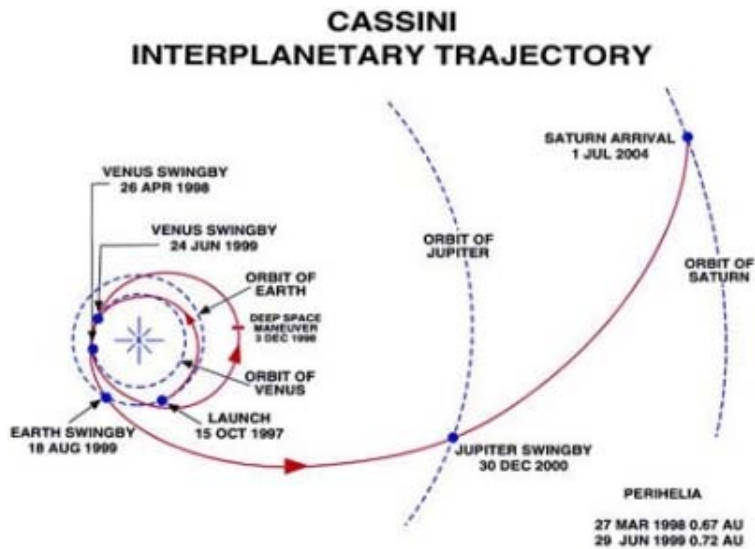 CASSINI
INTERPLANETARY TRAJECTORY
SATURN ARRIVAL
1 JUL 2004
VENUS SWINGBY
26 APR 1998
VENUS SWINGBY
24 JUN 1999
ORBIT OF
JUPITER
ORBIT OF
SATURN
ORBIT OF
EARTH
DEEP SPACE
MANEUVER
3 DEC 1998
ORBIT OF
VENUS
LAUNCH
15 OCT 1997
EARTH SWINGBY
18 AUG 1999
JUPITER SWINGBY
30 DEC 2000
PERIHELIA
27 MAR 1998 0.67 AU
29 JUN 1999 0.72 AU